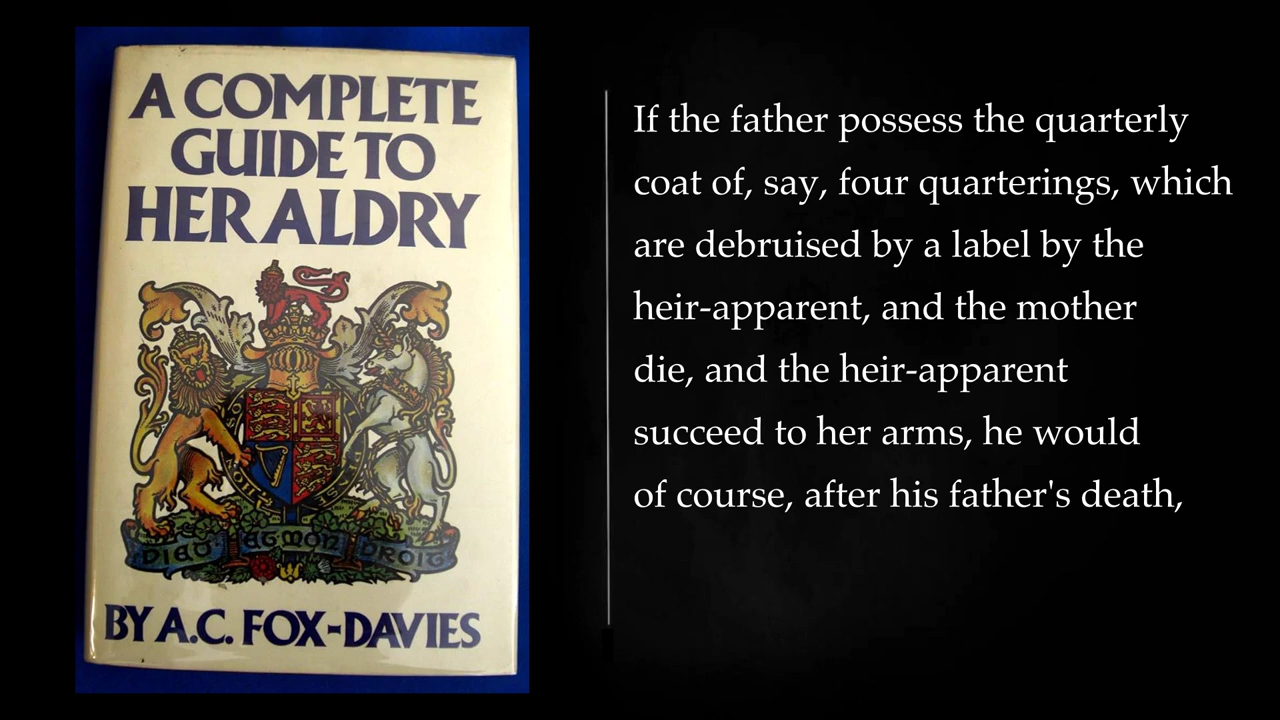 A COMPLETE
GUIDE TO
HERALDRY
DIEU ET MON DROIT
BY A.C. FOX-DAVIES
If the father possess the quarterly
coat of, say, four quarterings, which
are debruised by a label by the
heir-apparent, and the mother
die, and the heir-apparent
succeed to her arms, he would
of course, after his father's death,